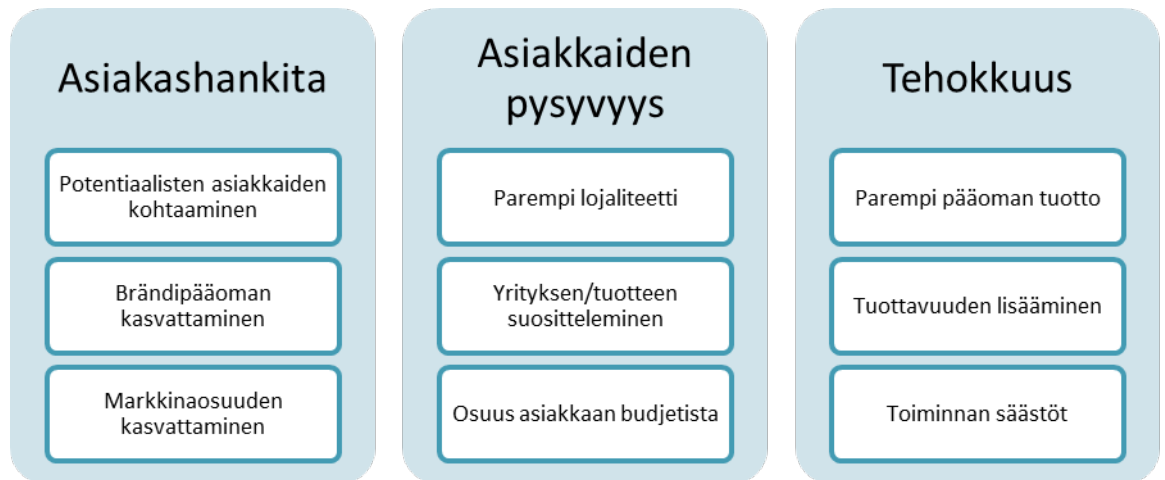 Asiakashankita
Potentiaalisten asiakkaiden
kohtaaminen
Brändipääoman
kasvattaminen
Markkinaosuuden
kasvattaminen
Asiakkaiden
pysyvyys
Parempi lojaliteetti
Yrityksen/tuotteen
suositteleminen
Osuus asiakkaan budjetista
Tehokkuus
Parempi pääoman tuotto
Tuottavuuden lisääminen
Toiminnan säästöt